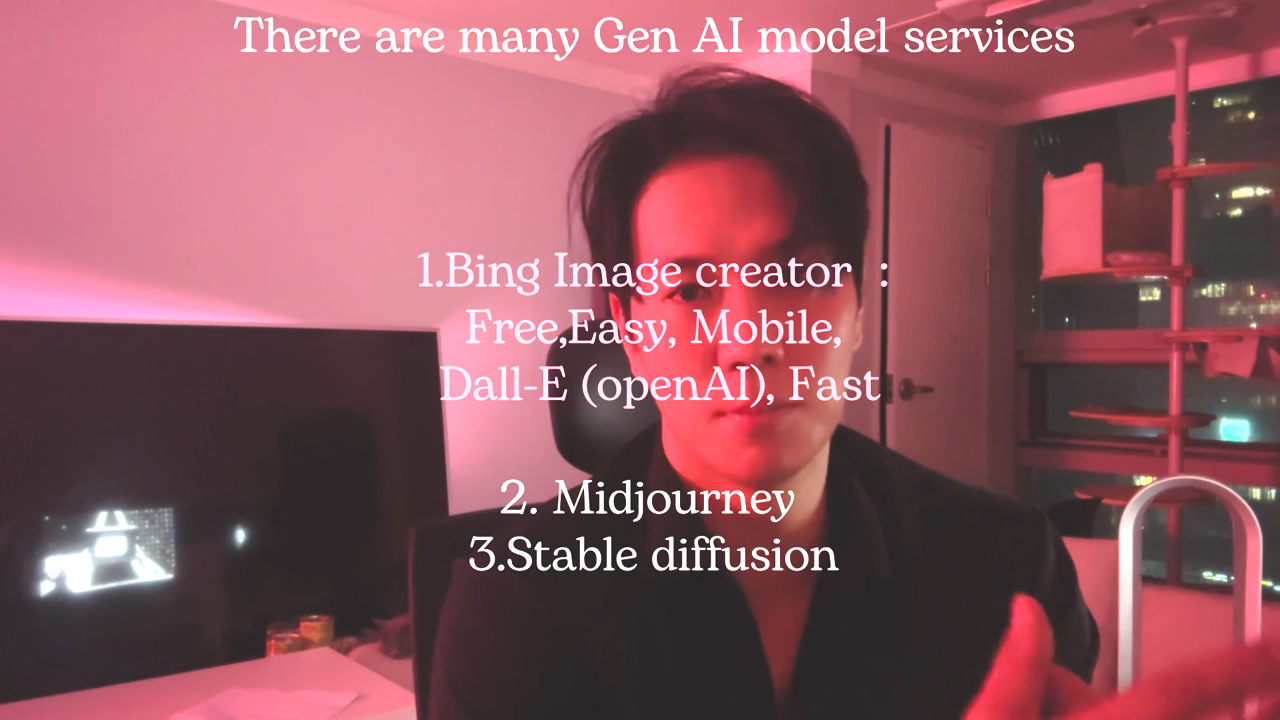 There are many Gen AI model services
1.Bing Image creator  :
Free,Easy, Mobile,
Dall-E (openAI), Fast
2. Midjourney
3.Stable diffusion